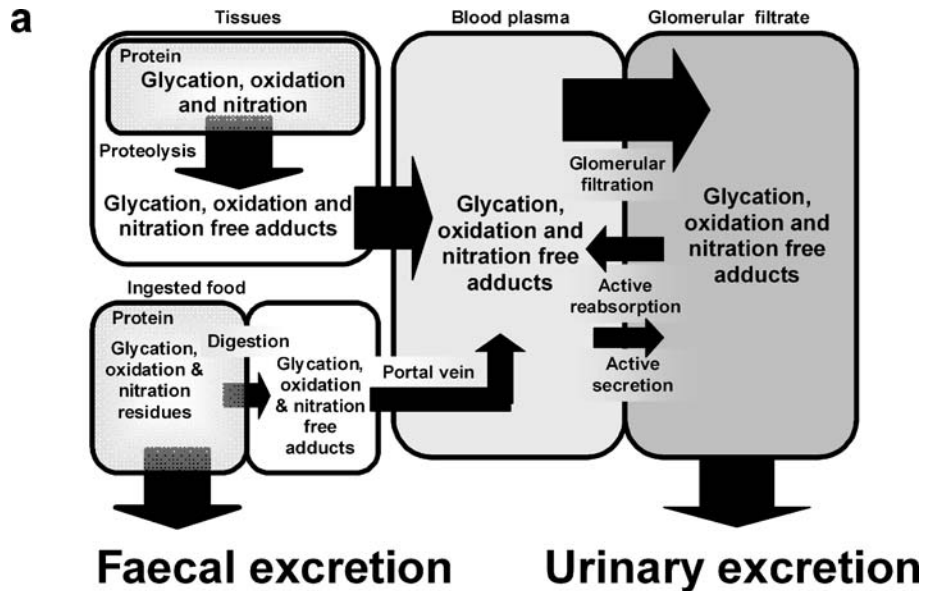 a
Tissues
Blood plasma
Glomerular filtrate
Protein
Glycation, oxidation
and nitration
Proteolysis
Glycation, oxidation and
nitration free adducts
Glomerular
filtration
Glycation,
oxidation and
nitration free
adducts
Glycation,
oxidation and
nitration free
adducts
Active
reabsorption
Active
secretion
Ingested food
Protein
Glycation,
oxidation &
nitration
residues
Digestion
Glycation,
oxidation
& nitration
free
adducts
Portal vein
Faecal excretion
Urinary excretion